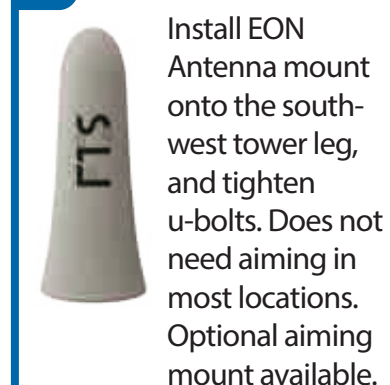 Install EON
Antenna mount
onto the south-
west tower leg,
and tighten
u-bolts. Does not
need aiming in
most locations.
Optional aiming
mount available.